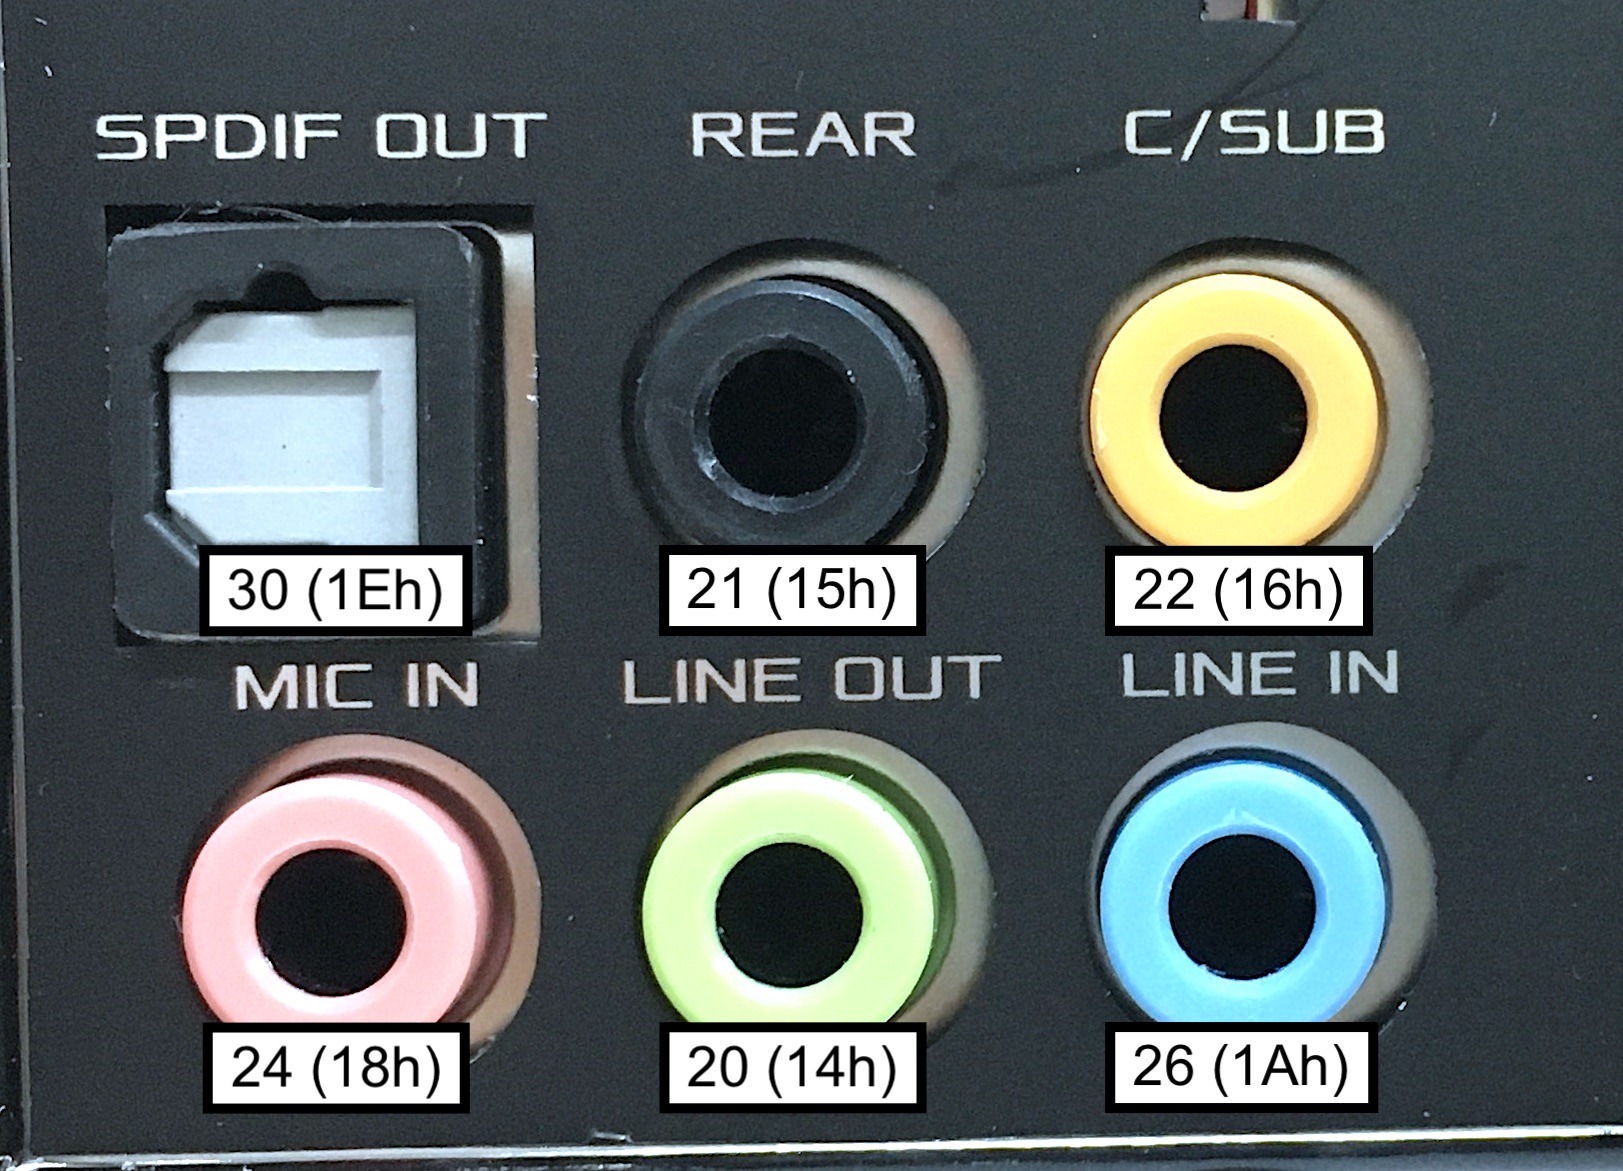 SPDIF OUT
REAR
C/SUB
30 (1Eh)
21 (15h)
22 (16h)
MIC IN
LINE OUT
LINE IN
24 (18h)
20 (14h)
26 (1Ah)